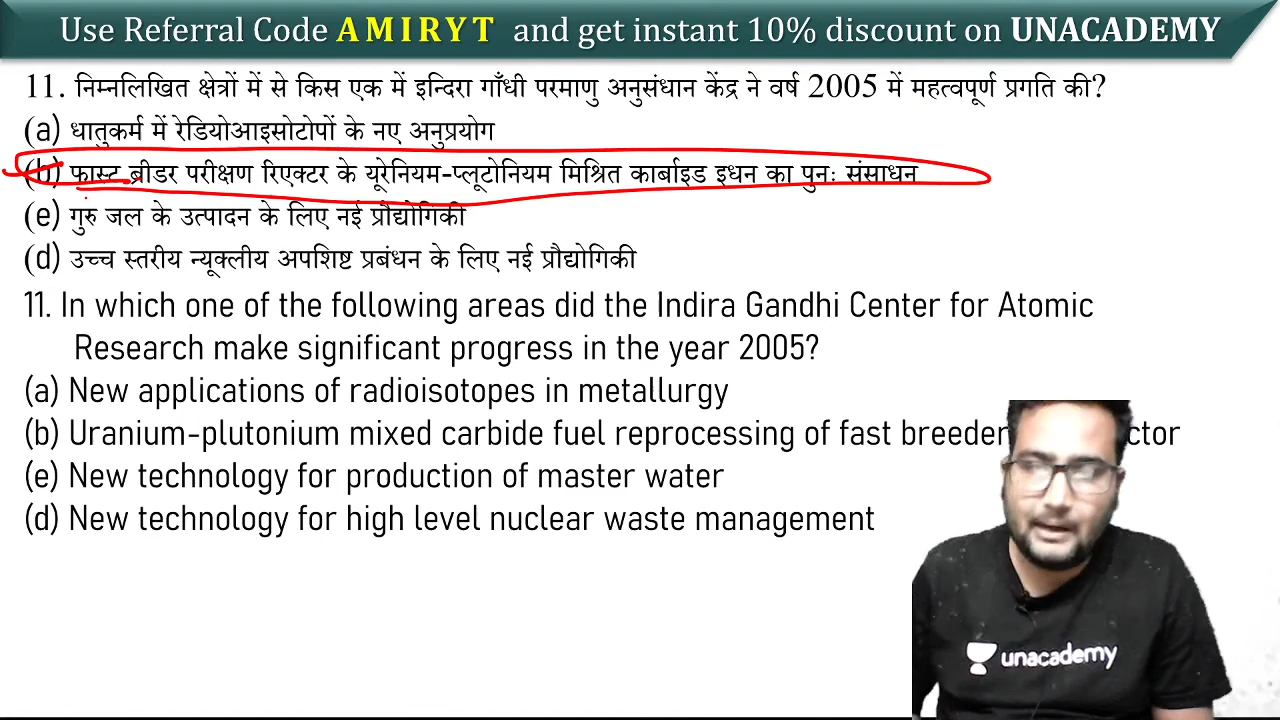 Use Referral Code AMIRYT and get instant 10% discount on UNACADEMY
11. निम्नलिखित क्षेत्रों में से किस एक में इन्दिरा गाँधी परमाणु अनुसंधान केंद्र ने वर्ष 2005 में महत्वपूर्ण प्रगति की?
(a) धातुकर्म में रेडियोआइसोटोपों के नए अनुप्रयोग
(b) फास्ट ब्रीडर परीक्षण रिएक्टर के यूरेनियम-प्लूटोनियम मिश्रित कार्बाइड इधन का पुनः संसाधन
(e) गुरु जल के उत्पादन के लिए नई प्रौद्योगिकी
(d) उच्च स्तरीय न्यूक्लीय अपशिष्ट प्रबंधन के लिए नई प्रौद्योगिकी
11. In which one of the following areas did the Indira Gandhi Center for Atomic
Research make significant progress in the year 2005?
(a) New applications of radioisotopes in metallurgy
(b) Uranium-plutonium mixed carbide fuel reprocessing of fast breeder ctor
(e) New technology for production of master water
(d) New technology for high level nuclear waste management
unacademy